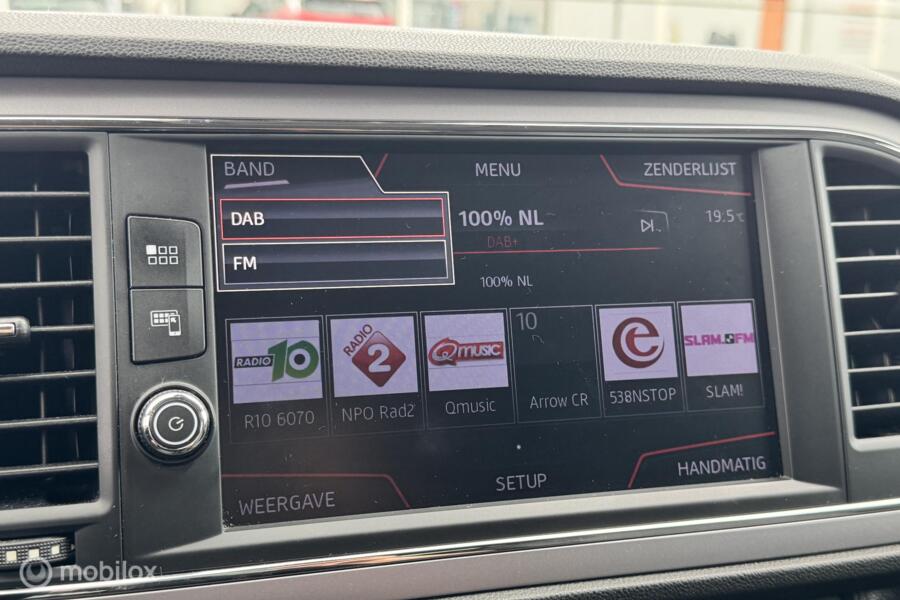 BAND
MENU
ZENDERLIJST
DAB
FM
100% NL
DAB+
19.5°C
100% NL
RADIO 10
RADIO 2
Qmusic
10
SLAM.FM
R10 6070
NPO Rad2
Qmusic
Arrow CR
538NSTOP
SLAM!
WEERGAVE
SETUP
HANDMATIG
mobilox